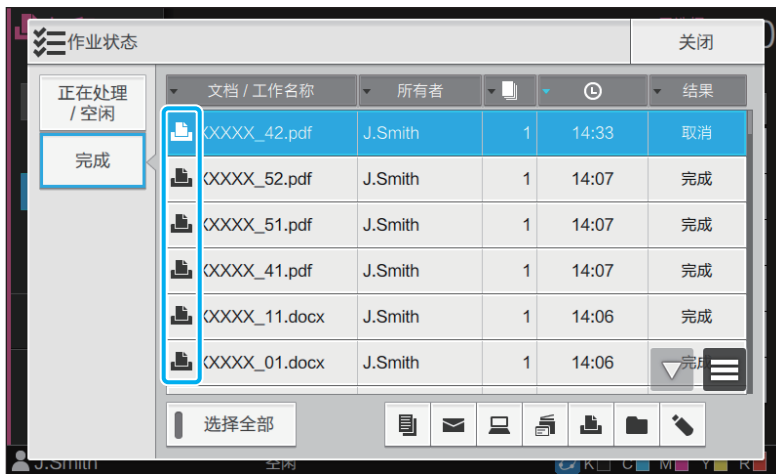 作业状态
关闭
正在处理
/ 空闲
完成
文档 / 工作名称 所有者 结果
XXXXX_42.pdf J.Smith 1 14:33 取消
XXXXX_52.pdf J.Smith 1 14:07 完成
XXXXX_51.pdf J.Smith 1 14:07 完成
XXXXX_41.pdf J.Smith 1 14:07 完成
XXXXX_11.docx J.Smith 1 14:06 完成
XXXXX_01.docx J.Smith 1 14:06 完成
选择全部
J.Smith 空闲 K C M Y R